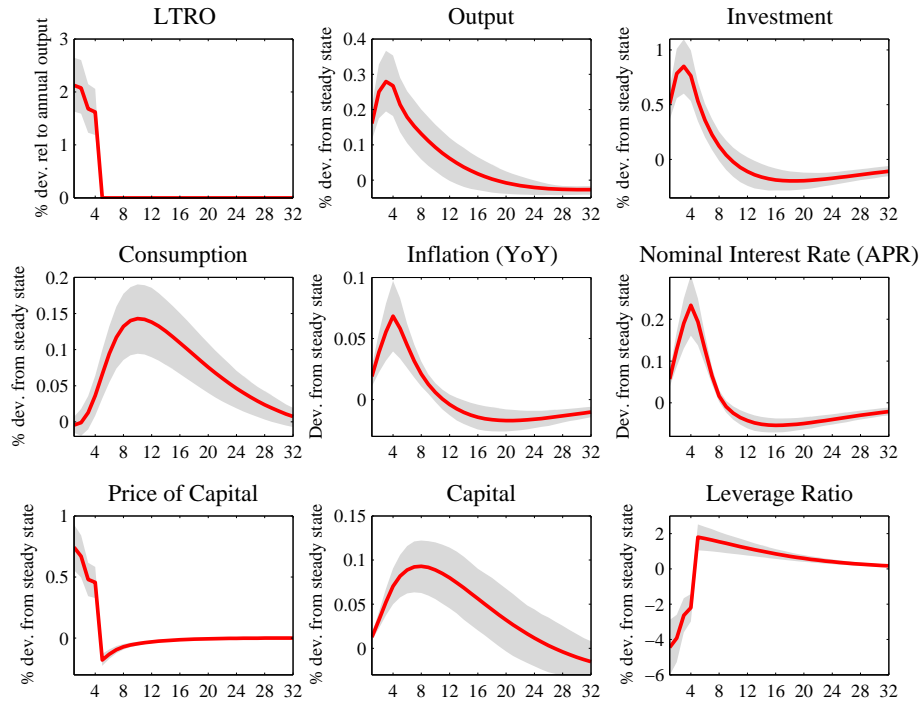 LTRO
% dev. rel to annual output
3
2
1
0
4 8 12 16 20 24 28 32
Output
% dev. from steady state
0.4
0.3
0.2
0.1
0
4 8 12 16 20 24 28 32
Investment
% dev. from steady state
1
0.5
0
4 8 12 16 20 24 28 32
Consumption
% dev. from steady state
0.2
0.15
0.1
0.05
0
4 8 12 16 20 24 28 32
Inflation (YoY)
Dev. from steady state
0.1
0.05
0
4 8 12 16 20 24 28 32
Nominal Interest Rate (APR)
Dev. from steady state
0.2
0.1
0
4 8 12 16 20 24 28 32
Price of Capital
% dev. from steady state
1
0.5
0
4 8 12 16 20 24 28 32
Capital
% dev. from steady state
0.15
0.1
0.05
0
4 8 12 16 20 24 28 32
Leverage Ratio
% dev. from steady state
2
0
−2
−4
−6
4 8 12 16 20 24 28 32